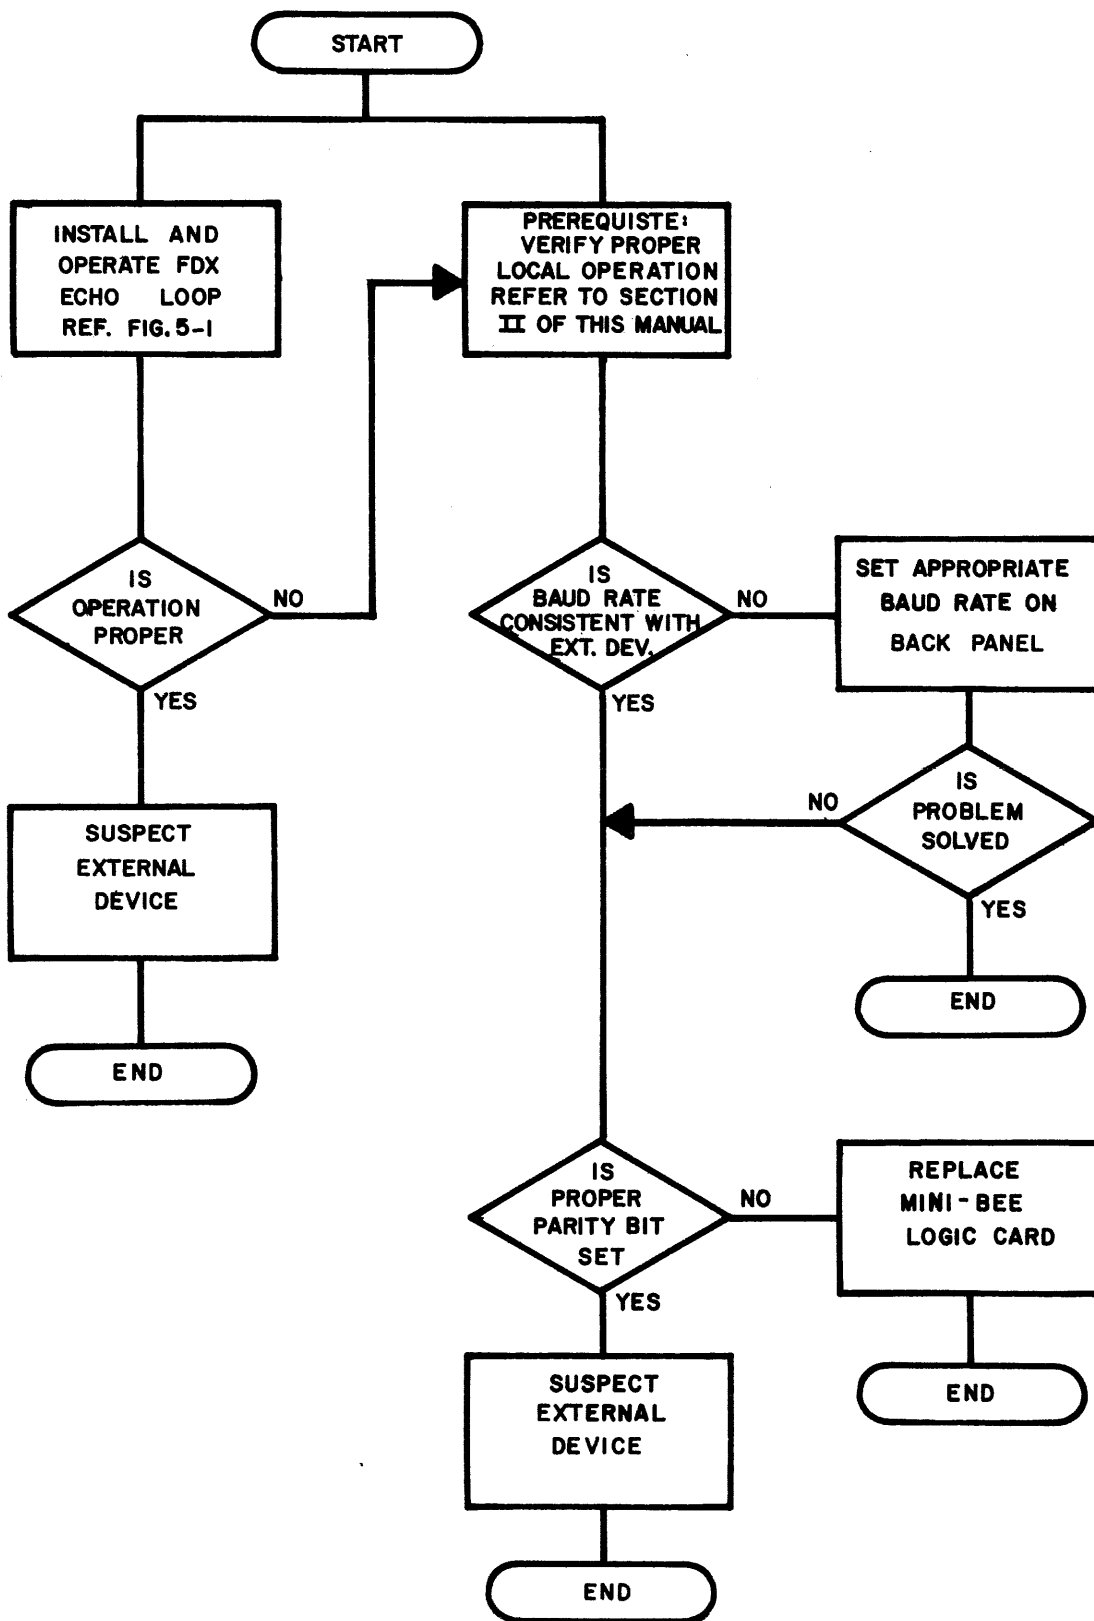 START
INSTALL AND
OPERATE FDX
ECHO LOOP
REF. FIG. 5-1
PREREQUISTE:
VERIFY PROPER
LOCAL OPERATION
REFER TO SECTION
II OF THIS MANUAL
IS
OPERATION
PROPER
NO
YES
SUSPECT
EXTERNAL
DEVICE
END
IS
BAUD RATE
CONSISTENT WITH
EXT. DEV.
NO
YES
SET APPROPRIATE
BAUD RATE ON
BACK PANEL
IS
PROBLEM
SOLVED
NO
YES
END
IS
PROPER
PARITY BIT
SET
NO
YES
REPLACE
MINI-BEE
LOGIC CARD
END
SUSPECT
EXTERNAL
DEVICE
END